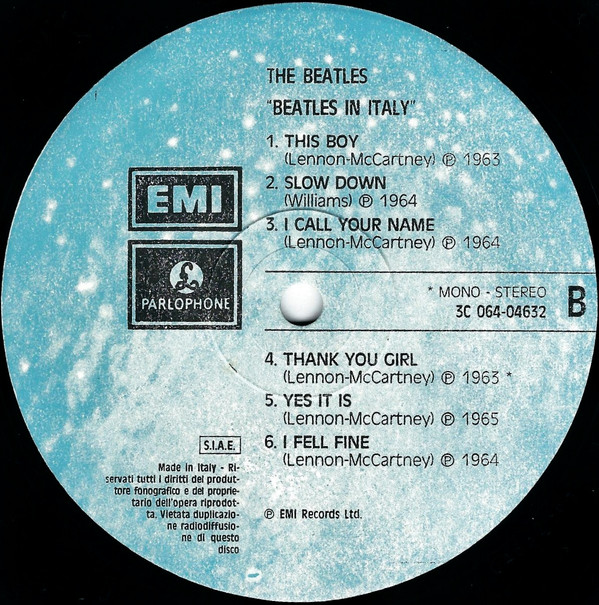 THE BEATLES
"BEATLES IN ITALY"
1. THIS BOY
(Lennon-McCartney) ℗ 1963
2. SLOW DOWN
(Williams) ℗ 1964
3. I CALL YOUR NAME
(Lennon-McCartney) ℗ 1964
EMI
PARLOPHONE
* MONO - STEREO
3C 064-04632
B
4. THANK YOU GIRL
(Lennon-McCartney) ℗ 1963 *
5. YES IT IS
(Lennon-McCartney) ℗ 1965
6. I FELL FINE
(Lennon-McCartney) ℗ 1964
S.I.A.E.
Made in Italy - Ri-
servati tutti i diritti del produt-
tore fonografico e del proprie-
tario dell'opera riprodot-
ta. Vietata duplicazio-
ne radiodiffusio-
ne di questo
disco
℗ EMI Records Ltd.